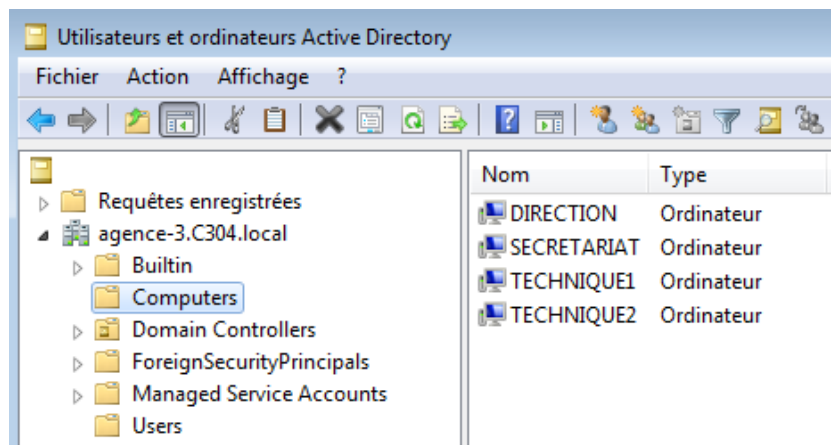 Utilisateurs et ordinateurs Active Directory
Fichier Action Affichage ?
Requêtes enregistrées
agence-3.C304.local
Builtin
Computers
Domain Controllers
ForeignSecurityPrincipals
Managed Service Accounts
Users
Nom Type
DIRECTION Ordinateur
SECRETARIAT Ordinateur
TECHNIQUE1 Ordinateur
TECHNIQUE2 Ordinateur